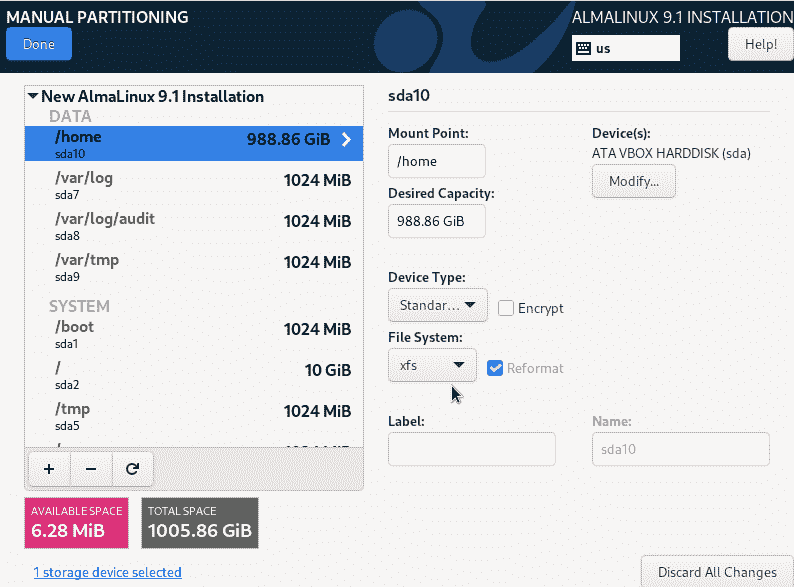 MANUAL PARTITIONING
ALMALINUX 9.1 INSTALLATION
Done
us
Help!
New AlmaLinux 9.1 Installation
DATA
/home
988.86 GiB
sda10
/var/log
1024 MiB
sda7
/var/log/audit
1024 MiB
sda8
/var/tmp
1024 MiB
sda9
SYSTEM
/boot
1024 MiB
sda1
/
10 GiB
sda2
/tmp
1024 MiB
sda5
+ −
AVAILABLE SPACE
6.28 MiB
TOTAL SPACE
1005.86 GiB
1 storage device selected
sda10
Mount Point:
/home
Desired Capacity:
988.86 GiB
Device(s):
ATA VBOX HARDDISK (sda)
Modify...
Device Type:
Standar...
Encrypt
File System:
xfs
Reformat
Label:
Name:
sda10
Discard All Changes